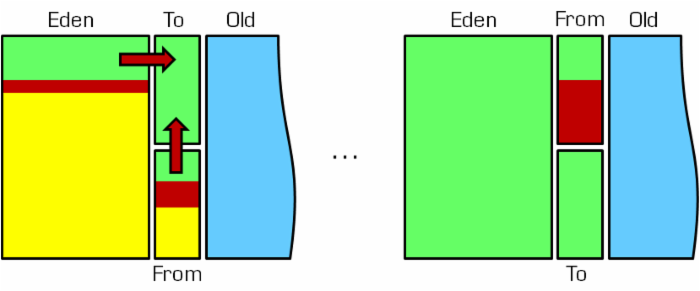 Eden To Old
From
...
Eden From Old
To